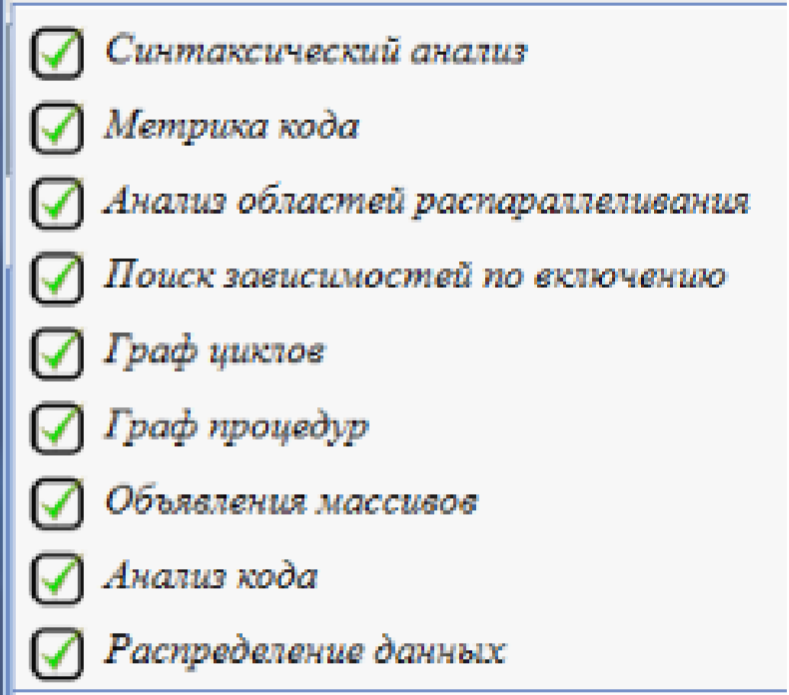 Синтаксический анализ
Метрика кода
Анализ областей распараллеливания
Поиск зависимостей по включению
Граф циклов
Граф процедур
Объявления массивов
Анализ кода
Распределение данных